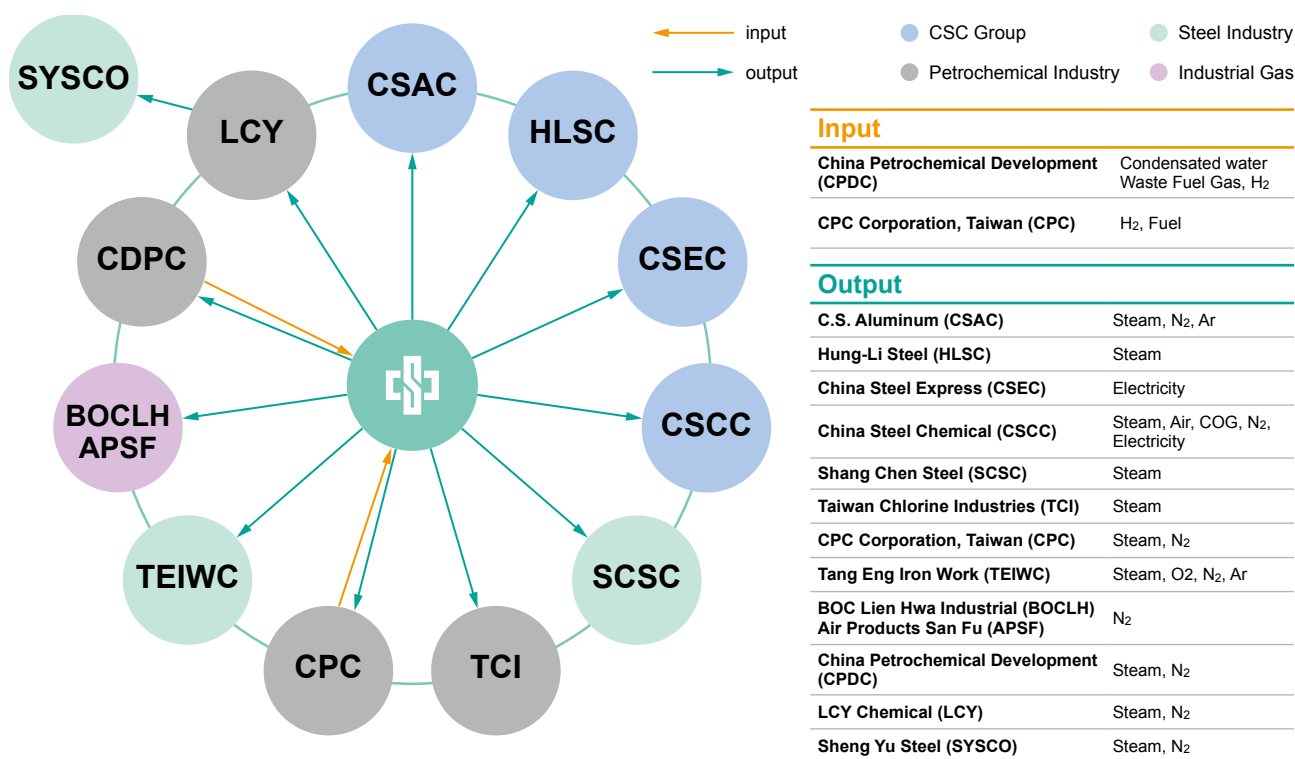 SYSCO
LCY
CSAC
HLSC
CDPC
CSEC
BOCLH
APSF
CSCC
TEIWC
SCSC
CPC
TCI
input
output
CSC Group
Petrochemical Industry
Steel Industry
Industrial Gas
Input
China Petrochemical Development
(CPDC)
Condensated water
Waste Fuel Gas, H2
CPC Corporation, Taiwan (CPC) H2, Fuel
Output
C.S. Aluminum (CSAC) Steam, N2, Ar
Hung-Li Steel (HLSC) Steam
China Steel Express (CSEC) Electricity
China Steel Chemical (CSCC) Steam, Air, COG, N2,
Electricity
Shang Chen Steel (SCSC) Steam
Taiwan Chlorine Industries (TCI) Steam
CPC Corporation, Taiwan (CPC) Steam, N2
Tang Eng Iron Work (TEIWC) Steam, O2, N2, Ar
BOC Lien Hwa Industrial (BOCLH)
Air Products San Fu (APSF)
N2
China Petrochemical Development
(CPDC)
Steam, N2
LCY Chemical (LCY) Steam, N2
Sheng Yu Steel (SYSCO) Steam, N2